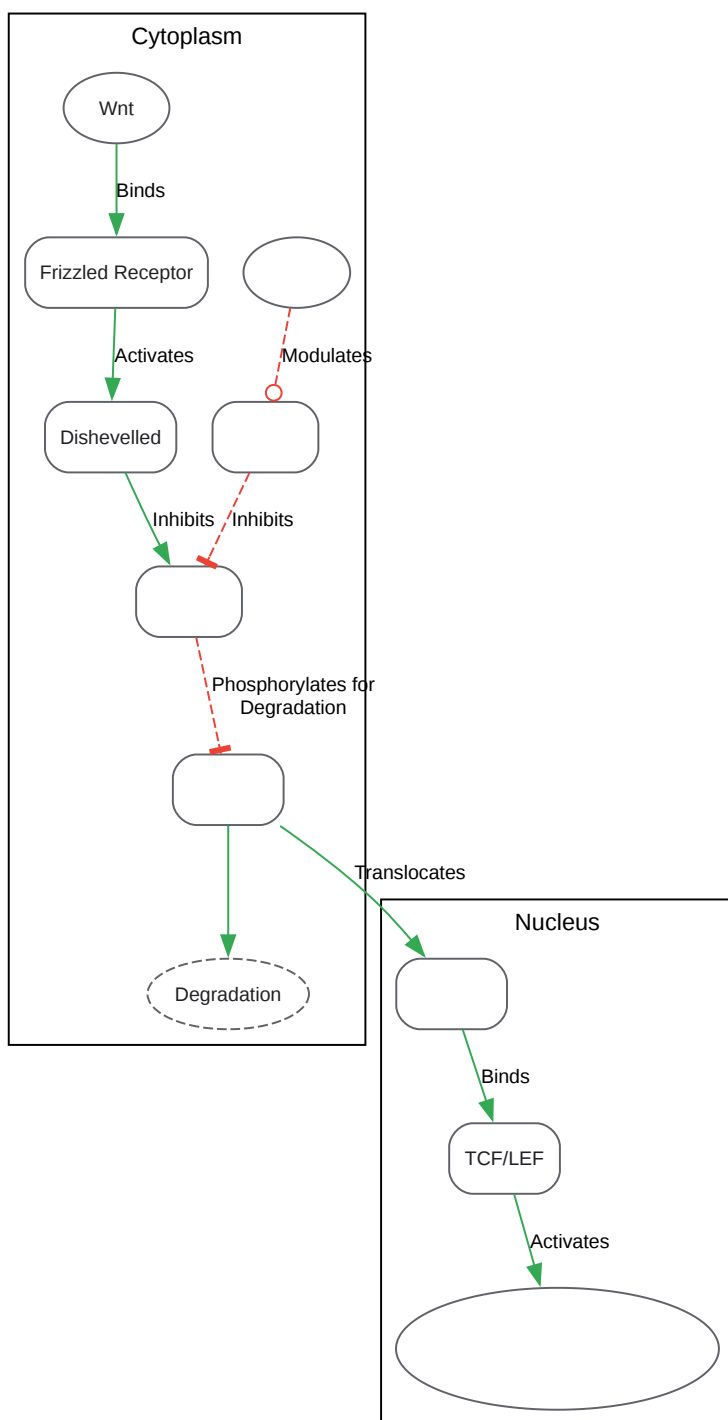 Cytoplasm
Wnt
Binds
Frizzled Receptor
Activates
Modulates
Dishevelled
Inhibits
Inhibits
Phosphorylates for
Degradation
Translocates
Nucleus
Degradation
Binds
TCF/LEF
Activates